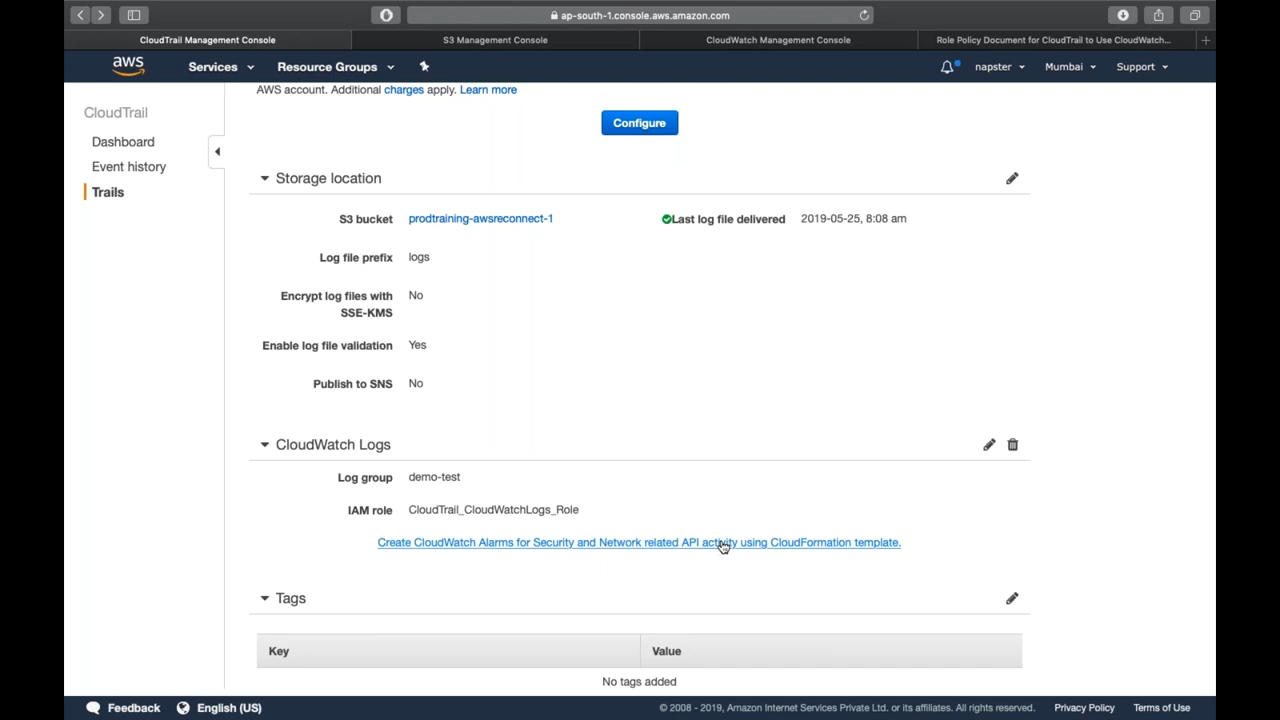 ap-south-1.console.aws.amazon.com
CloudTrail Management Console
S3 Management Console
CloudWatch Management Console
Role Policy Document for CloudTrail to Use CloudWatch...
aws
Services
Resource Groups
napster
Mumbai
Support
AWS account. Additional charges apply. Learn more
CloudTrail
Configure
Dashboard
Event history
Trails
Storage location
S3 bucket prodtraining-awsreconnect-1 Last log file delivered 2019-05-25, 8:08 am
Log file prefix logs
Encrypt log files with No
SSE-KMS
Enable log file validation Yes
Publish to SNS No
CloudWatch Logs
Log group demo-test
IAM role CloudTrail_CloudWatchLogs_Role
Create CloudWatch Alarms for Security and Network related API activity using CloudFormation template.
Tags
Key Value
No tags added
Feedback English (US) © 2008 - 2019, Amazon Internet Services Private Ltd. or its affiliates. All rights reserved. Privacy Policy Terms of Use